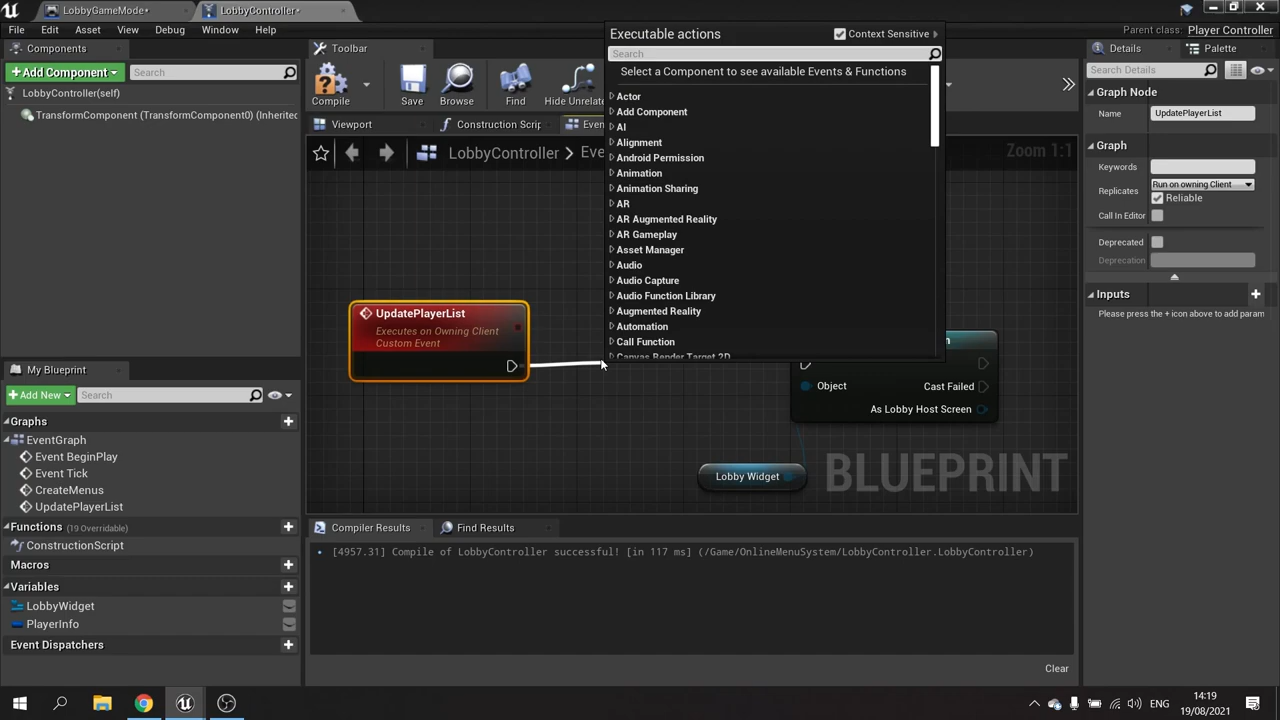 LobbyGameMode•
LobbyController•
File
Edit
Asset
View
Debug
Window
Help
Parent class: Player Controller
Components
+Add Component
Search
LobbyController(self)
TransformComponent (TransformComponent0) (Inherited
Toolbar
Compile
Save
Browse
Find
Hide Unrelate
Viewport
Construction Scrip
Even
LobbyController > Eve
Zoom 1:1
Executable actions
Context Sensitive
Search
Select a Component to see available Events & Functions
Actor
Add Component
AI
Alignment
Android Permission
Animation
Animation Sharing
AR
AR Augmented Reality
AR Gameplay
Asset Manager
Audio
Audio Capture
Audio Function Library
Augmented Reality
Automation
Call Function
Canvas Render Target 2D
UpdatePlayerList
Executes on Owning Client
Custom Event
Object
Cast Failed
As Lobby Host Screen
Lobby Widget
BLUEPRINT
My Blueprint
+Add New
Search
Graphs
EventGraph
Event BeginPlay
Event Tick
CreateMenus
UpdatePlayerList
Functions (19 Overridable)
ConstructionScript
Macros
Variables
LobbyWidget
PlayerInfo
Event Dispatchers
Compiler Results
Find Results
• [4957.31] Compile of LobbyController successful! [in 117 ms] (/Game/OnlineMenuSystem/LobbyController.LobbyController)
Clear
Details
Palette
Search Details
Graph Node
Name
UpdatePlayerList
Graph
Keywords
Replicates
Run on owning Client
Reliable
Call In Editor
Deprecated
Deprecation
Inputs
Please press the + icon above to add param
ENG
14:19
19/08/2021